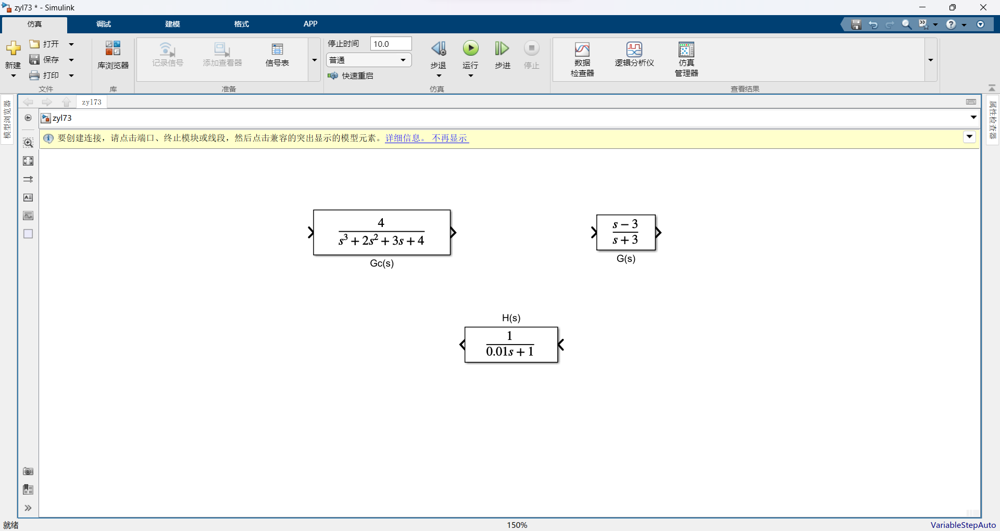 zyl73 * - Simulink
仿真 调试 建模 格式 APP
新建
打开
保存
打印
文件
库浏览器
库
记录信号 添加查看器 信号表
准备
停止时间 10.0
普通
快速重启
步退 运行 步进 停止
仿真
数据
检查器
逻辑分析仪
仿真
管理器
查看结果
模型浏览器
zyl73
属性检查器
zyl73
要创建连接，请点击端口、终止模块或线段，然后点击兼容的突出显示的模型元素。 详细信息。 不再显示
4
s³ + 2s² + 3s + 4
Gc(s)
s − 3
s + 3
G(s)
H(s)
1
0.01s + 1
就绪 150% VariableStepAuto